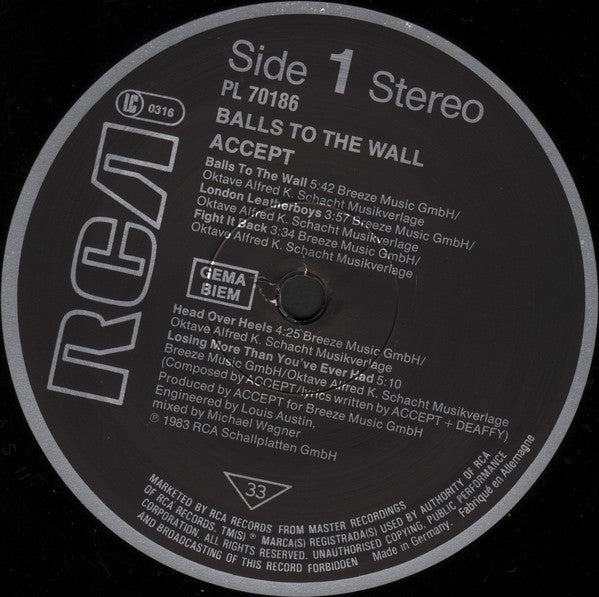 Side 1 Stereo
PL 70186
LC 0316
BALLS TO THE WALL
ACCEPT
RCA
Balls To The Wall 5:42 Breeze Music GmbH/
Oktave Alfred K. Schacht Musikverlage
London Leatherboys 3:57 Breeze Music GmbH/
Oktave Alfred K. Schacht Musikverlage
Fight It Back 3:34 Breeze Music GmbH/
Oktave Alfred K. Schacht Musikverlage
GEMA
BIEM
Head Over Heels 4:25 Breeze Music GmbH/
Oktave Alfred K. Schacht Musikverlage
Losing More Than You've Ever Had 5:10
Breeze Music GmbH/Oktave Alfred K. Schacht Musikverlage
(Composed by ACCEPT/lyrics written by ACCEPT + DEAFFY)
Produced by ACCEPT for Breeze Music GmbH
Engineered by Louis Austin,
mixed by Michael Wagner
℗ 1983 RCA Schallplatten GmbH
33
MARKETED BY RCA RECORDS FROM MASTER RECORDINGS
OF RCA RECORDS. TM(S) ® MARCA(S) REGISTRADA(S) USED BY AUTHORITY OF RCA
CORPORATION. ALL RIGHTS RESERVED. UNAUTHORISED COPYING, PUBLIC PERFORMANCE
AND BROADCASTING OF THIS RECORD FORBIDDEN
Made in Germany. Fabriqué en Allemagne